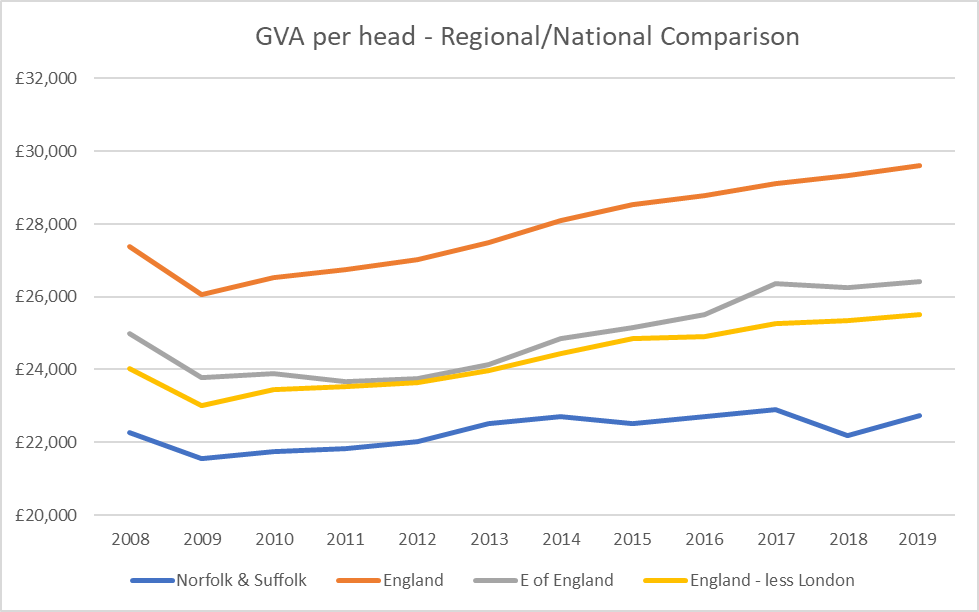 GVA per head - Regional/National Comparison
£32,000
£30,000
£28,000
£26,000
£24,000
£22,000
£20,000
2008 2009 2010 2011 2012 2013 2014 2015 2016 2017 2018 2019
Norfolk & Suffolk England E of England England - less London